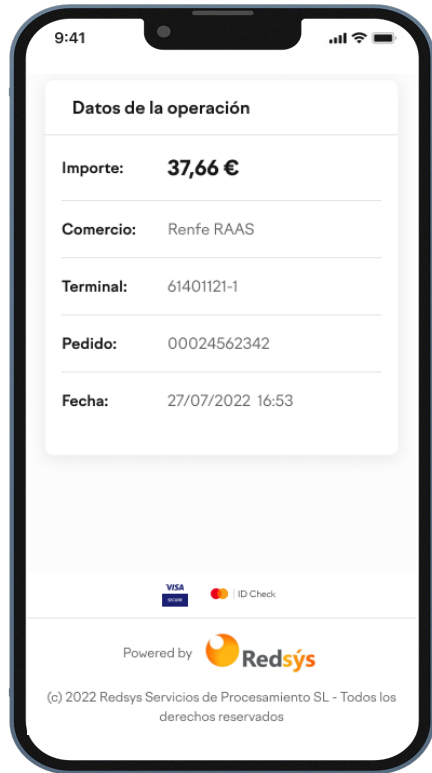 9:41
Datos de la operación
Importe: 37,66 €
Comercio: Renfe RAAS
Terminal: 61401121-1
Pedido: 00024562342
Fecha: 27/07/2022 16:53
VISA
SECURE
ID Check
Powered by Redsýs
(c) 2022 Redsys Servicios de Procesamiento SL - Todos los
derechos reservados